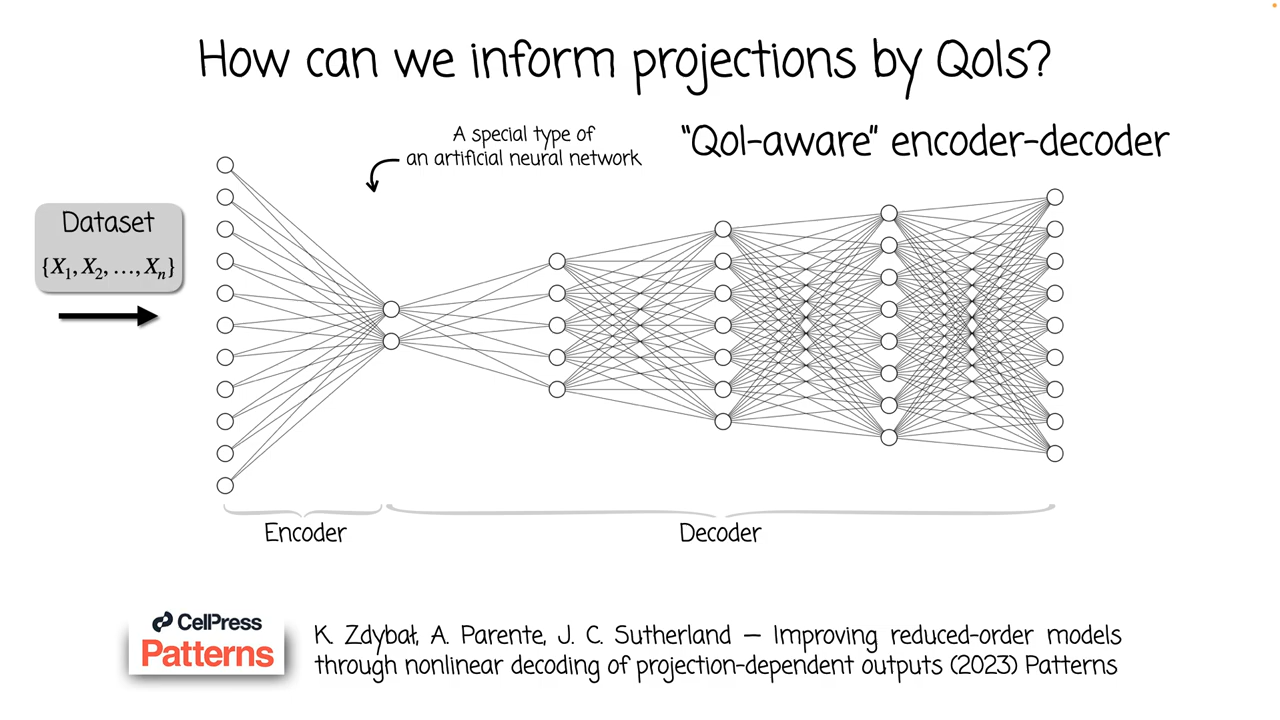 How can we inform projections by QoIs?
A special type of
an artificial neural network
"QoI-aware" encoder-decoder
Dataset
{X₁, X₂, …, Xₙ}
Encoder
Decoder
CellPress
Patterns
K. Zdybał, A. Parente, J. C. Sutherland – Improving reduced-order models
through nonlinear decoding of projection-dependent outputs (2023) Patterns